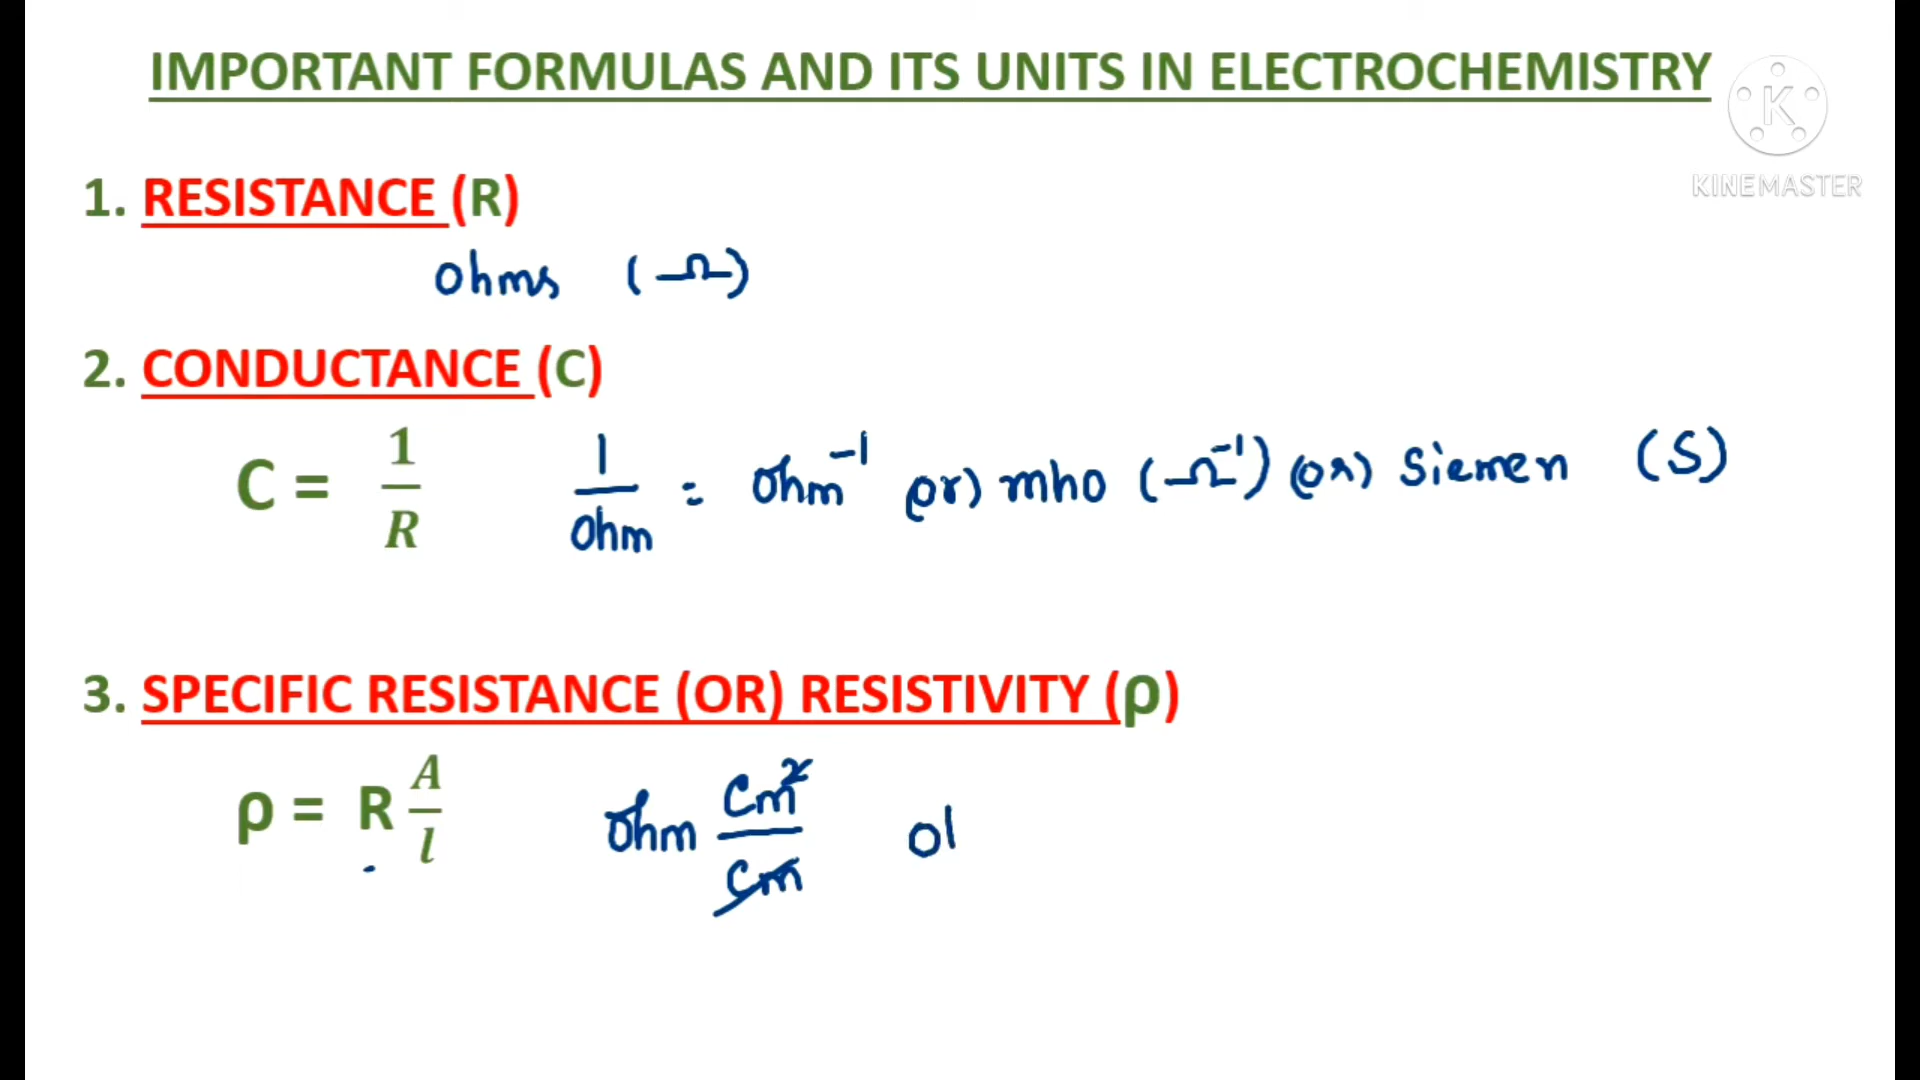 IMPORTANT FORMULAS AND ITS UNITS IN ELECTROCHEMISTRY
K
KINEMASTER
1. RESISTANCE (R)
ohms (Ω)
2. CONDUCTANCE (C)
C = 1/R 1/ohm = ohm⁻¹ (or) mho (Ω⁻¹) (or) Siemen (S)
3. SPECIFIC RESISTANCE (OR) RESISTIVITY (ρ)
ρ = R A/l ohm cm²/cm ol